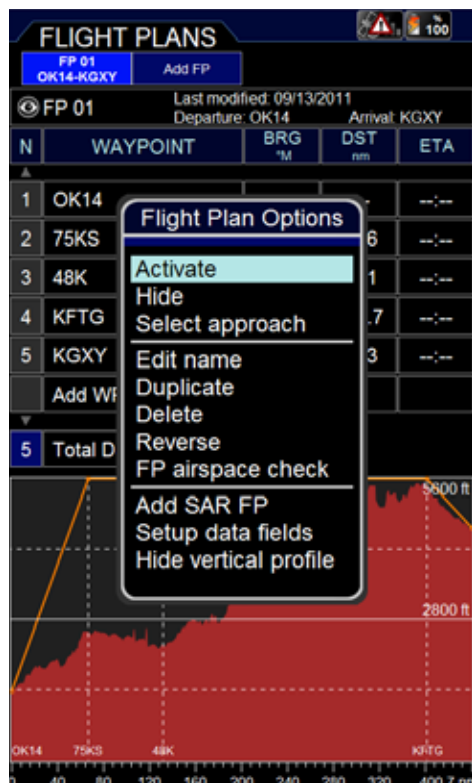 FLIGHT PLANS
% 100
FP 01 OK14-KGXY
Add FP
FP 01
Last modified: 09/13/2011
Departure: OK14 Arrival: KGXY
N WAYPOINT BRG °M DST nm ETA
1 OK14 --:--
2 75KS 6 --:--
3 48K 1 --:--
4 KFTG .7 --:--
5 KGXY 3 --:--
Add
5 Total
Flight Plan Options
Activate
Hide
Select approach
Edit name
Duplicate
Delete
Reverse
FP airspace check
Add SAR FP
Setup data fields
Hide vertical profile
5600 ft
2800 ft
OK14 75KS 48K KFTG
0 40 80 120 160 200 240 280 320 400.7